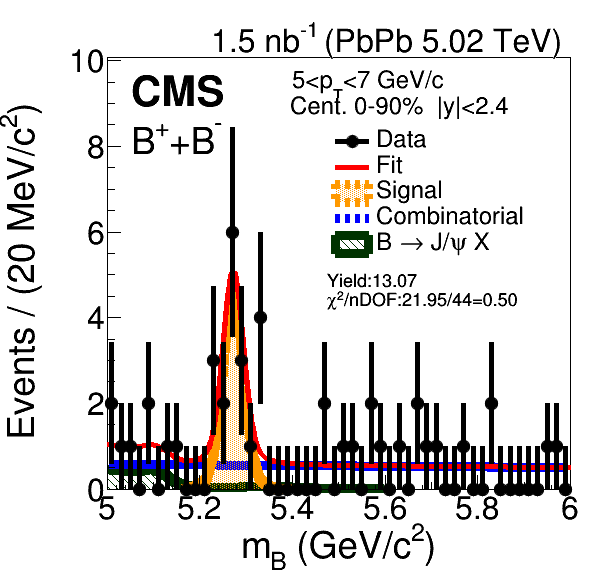 1.5 nb⁻¹ (PbPb 5.02 TeV)
CMS
B⁺+B⁻
5<p_T<7 GeV/c
Cent. 0-90% |y|<2.4
Data
Fit
Signal
Combinatorial
B → J/ψ X
Yield:13.07
χ²/nDOF:21.95/44=0.50
Events / (20 MeV/c²)
10
8
6
4
2
0
5
5.2
5.4
5.6
5.8
6
m_B (GeV/c²)